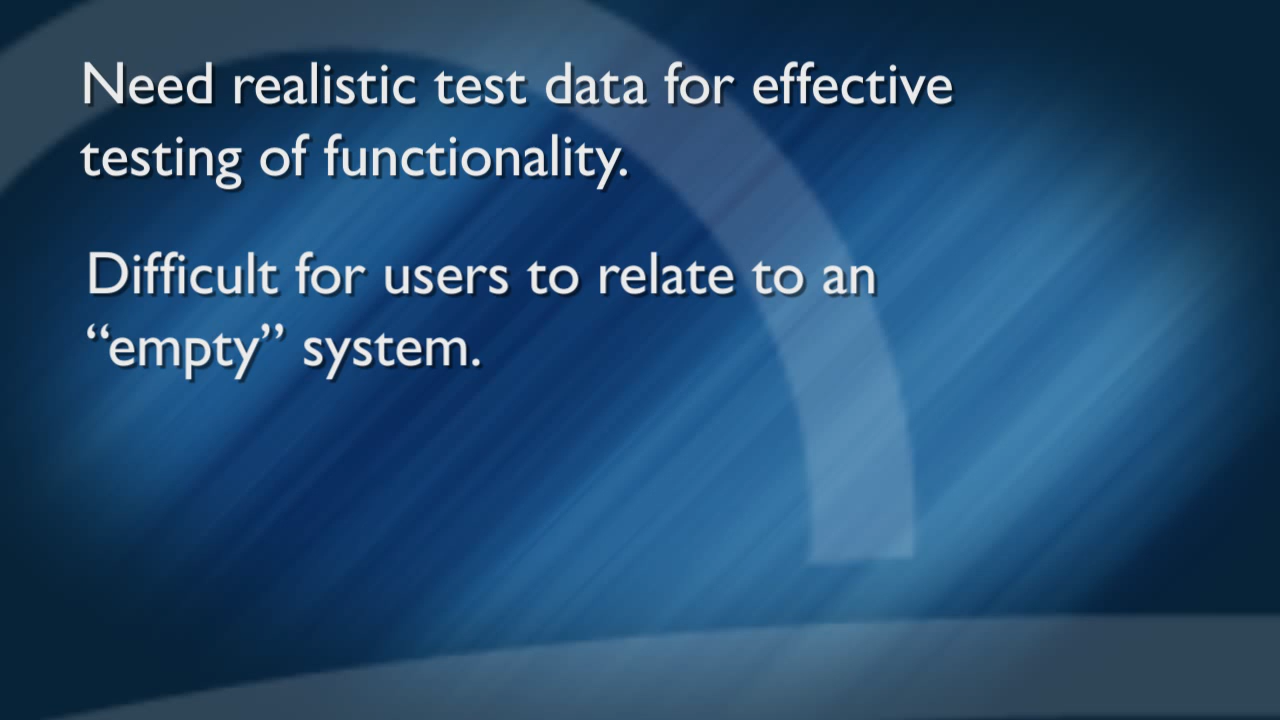 Need realistic test data for effective
testing of functionality.
Difficult for users to relate to an
“empty” system.